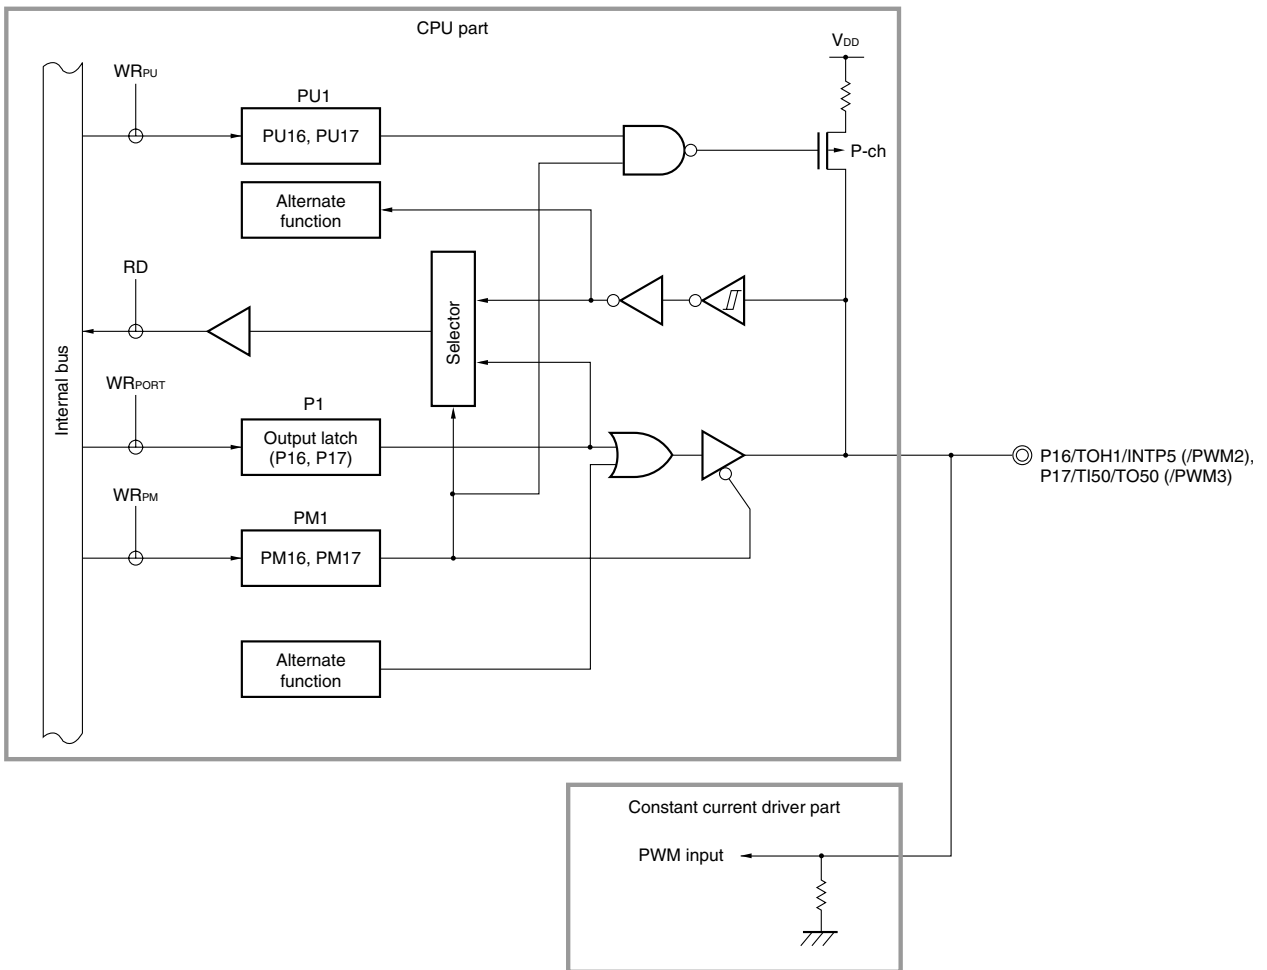 CPU part
VDD
WRPU
PU1
PU16, PU17
P-ch
Alternate
function
RD
Selector
Internal bus
WRPORT
P1
Output latch
(P16, P17)
P16/TOH1/INTP5 (/PWM2),
P17/TI50/TO50 (/PWM3)
WRPM
PM1
PM16, PM17
Alternate
function
Constant current driver part
PWM input